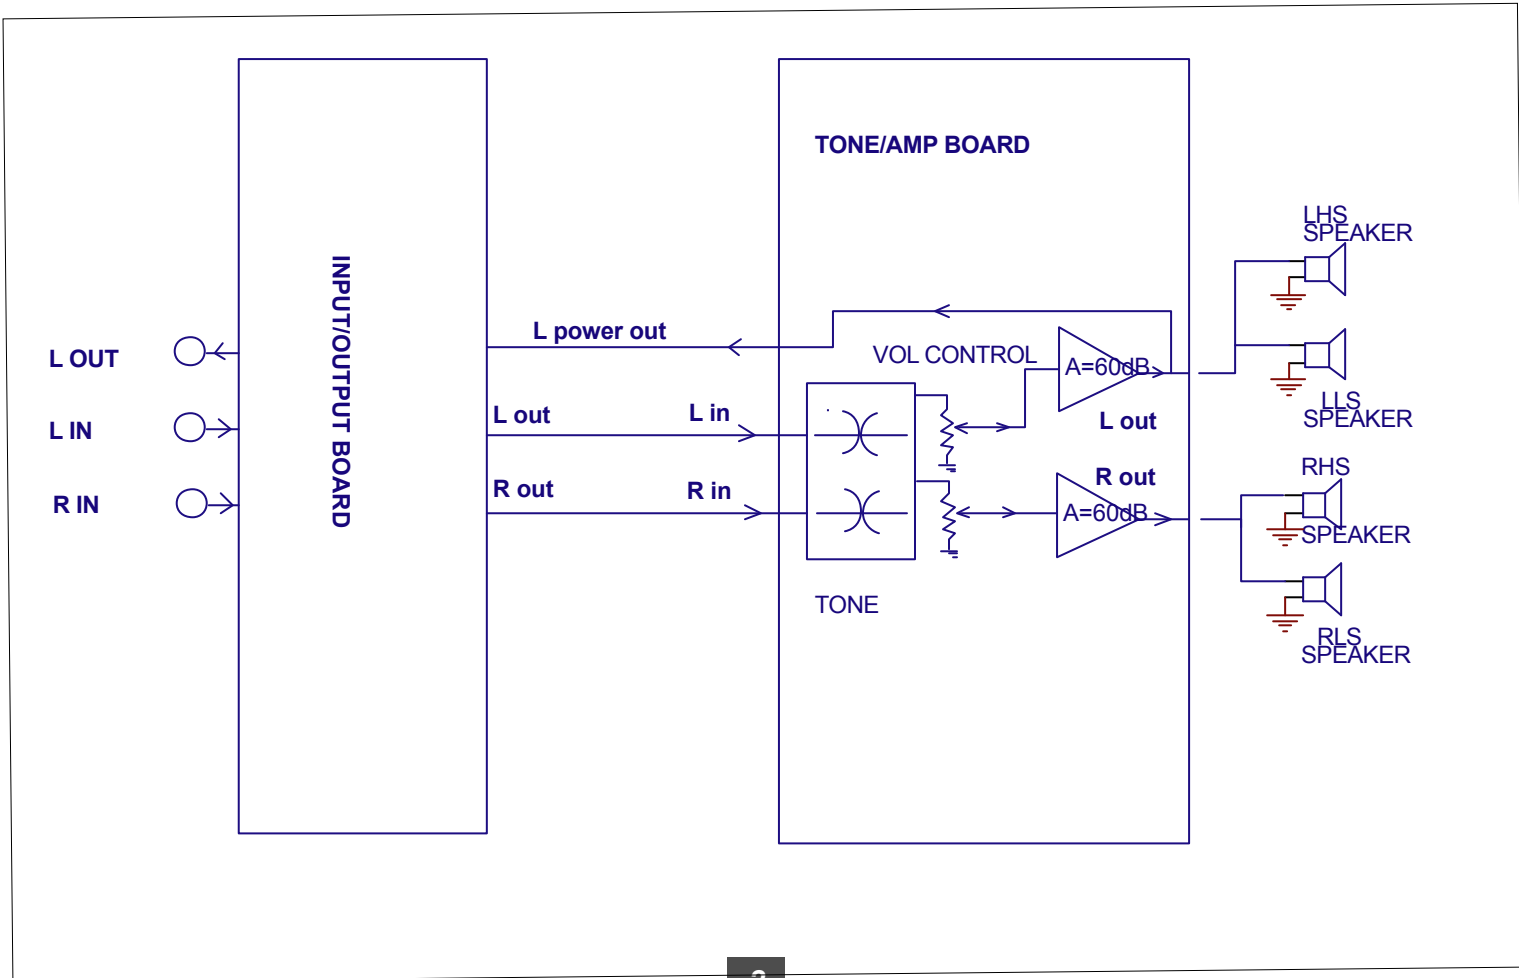 TONE/AMP BOARD
LHS
SPEAKER
INPUT/OUTPUT BOARD
L power out
VOL CONTROL
L OUT
A=60dB
LLS
SPEAKER
L IN
L out
L in
L out
RHS
SPEAKER
R IN
R out
R in
R out
A=60dB
TONE
RLS
SPEAKER